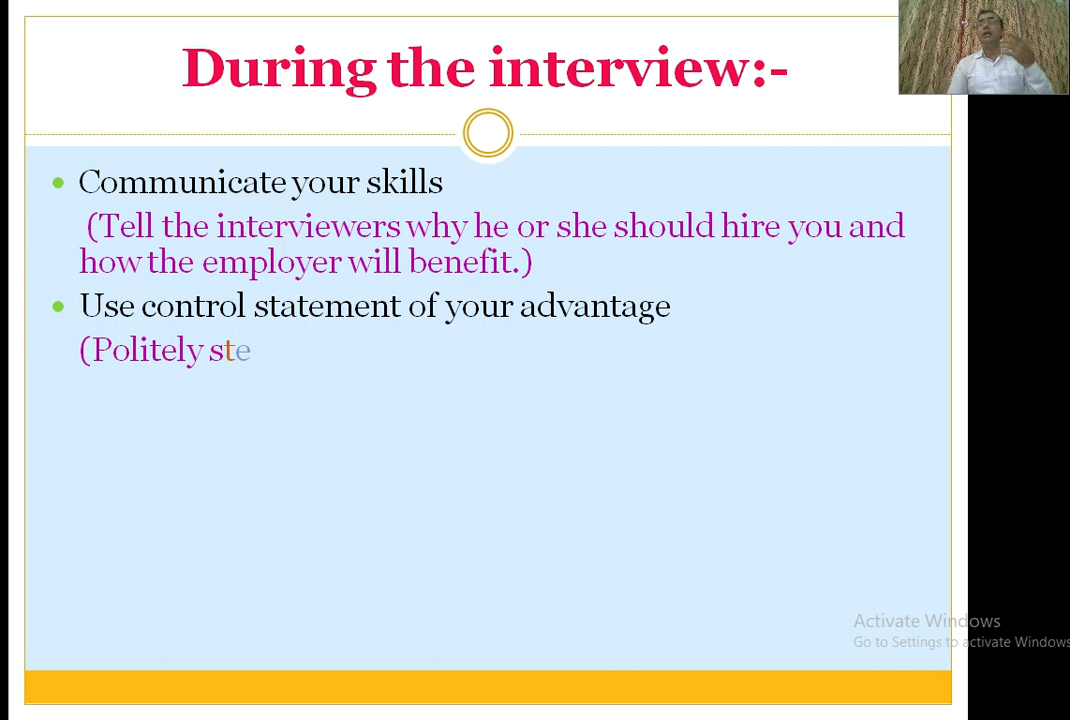 During the interview:-
Communicate your skills
(Tell the interviewers why he or she should hire you and
how the employer will benefit.)
Use control statement of your advantage
(Politely ste
Activate Windows
Go to Settings to activate Windows